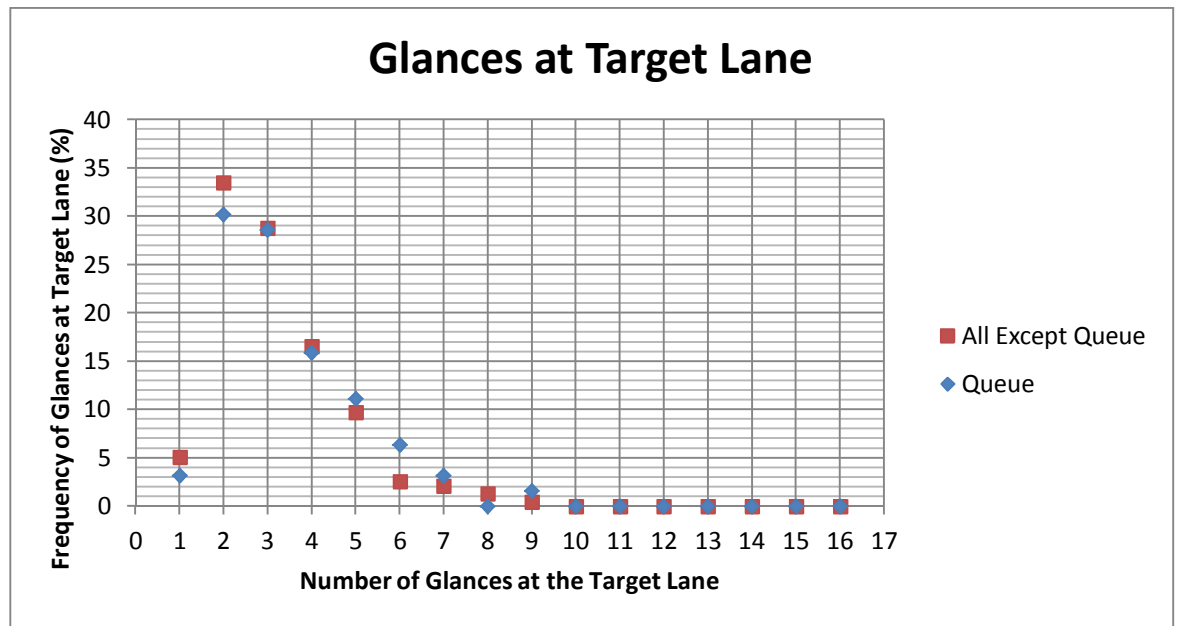 Glances at Target Lane
Frequency of Glances at Target Lane (%)
40
35
30
25
20
15
10
5
0
0 1 2 3 4 5 6 7 8 9 10 11 12 13 14 15 16 17
Number of Glances at the Target Lane
All Except Queue
Queue